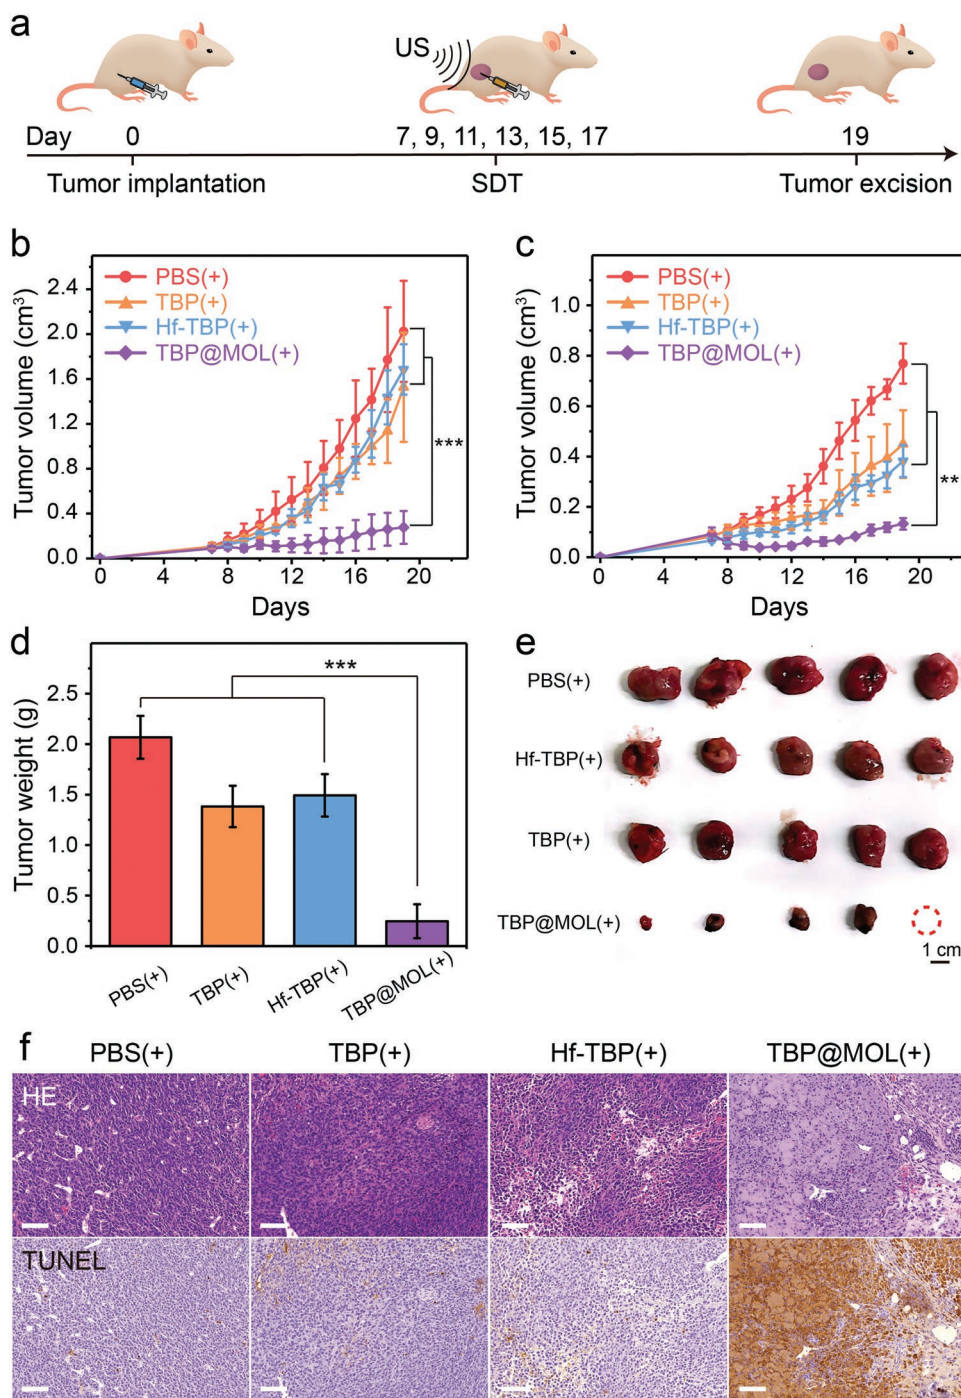 a
US
Day 0 7, 9, 11, 13, 15, 17 19
Tumor implantation SDT Tumor excision
b
PBS(+)
TBP(+)
Hf-TBP(+)
TBP@MOL(+)
Tumor volume (cm³)
2.4
2.0
1.6
1.2
0.8
0.4
0.0
***
0 4 8 12 16 20
Days
c
PBS(+)
TBP(+)
Hf-TBP(+)
TBP@MOL(+)
Tumor volume (cm³)
1.0
0.8
0.6
0.4
0.2
0.0
**
0 4 8 12 16 20
Days
d
***
Tumor weight (g)
2.5
2.0
1.5
1.0
0.5
0.0
PBS(+)
TBP(+)
Hf-TBP(+)
TBP@MOL(+)
e
PBS(+)
Hf-TBP(+)
TBP(+)
TBP@MOL(+)
1 cm
f
PBS(+) TBP(+) Hf-TBP(+) TBP@MOL(+)
HE
TUNEL